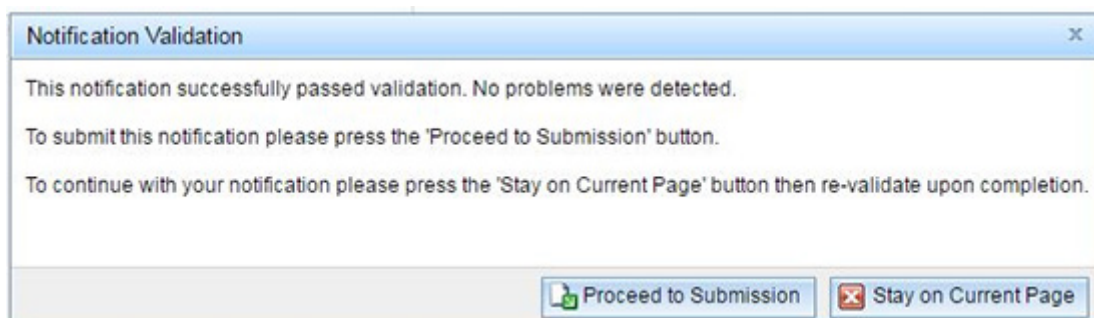 Notification Validation x
This notification successfully passed validation. No problems were detected.
To submit this notification please press the 'Proceed to Submission' button.
To continue with your notification please press the 'Stay on Current Page' button then re-validate upon completion.
Proceed to Submission Stay on Current Page